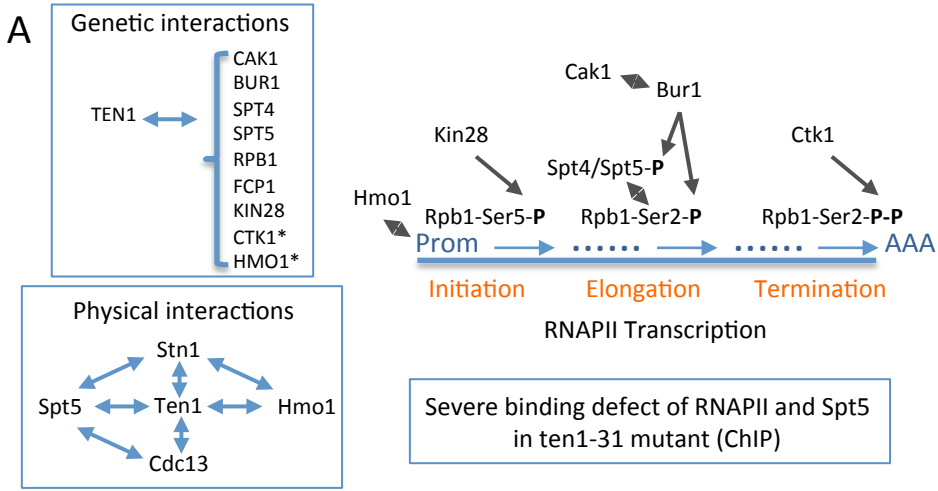 A
Genetic interactions
TEN1
CAK1
BUR1
SPT4
SPT5
RPB1
FCP1
KIN28
CTK1*
HMO1*
Physical interactions
Stn1
Spt5
Ten1
Hmo1
Cdc13
Cak1
Bur1
Kin28
Ctk1
Spt4/Spt5-P
Hmo1
Rpb1-Ser5-P
Rpb1-Ser2-P
Rpb1-Ser2-P-P
Prom
......
......
AAA
Initiation
Elongation
Termination
RNAPII Transcription
Severe binding defect of RNAPII and Spt5
in ten1-31 mutant (ChIP)